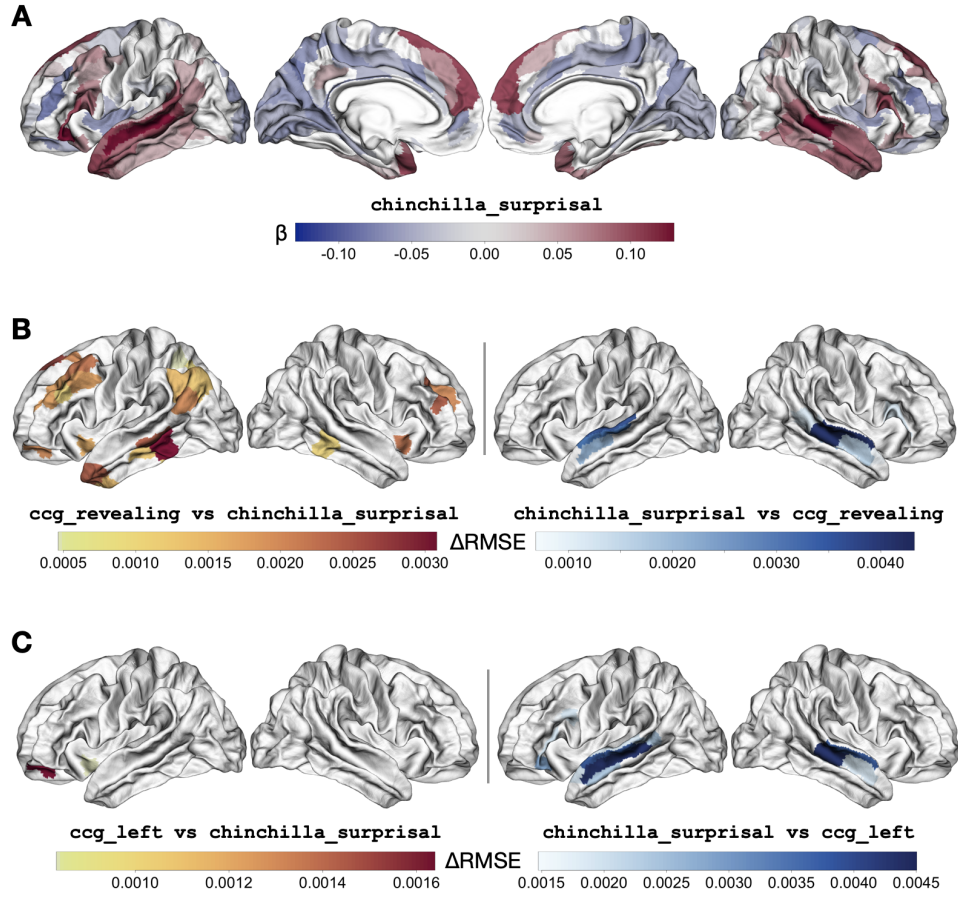 A
chinchilla_surprisal
β
-0.10 -0.05 0.00 0.05 0.10
B
ccg_revealing vs chinchilla_surprisal
chinchilla_surprisal vs ccg_revealing
ΔRMSE
0.0005 0.0010 0.0015 0.0020 0.0025 0.0030
0.0010 0.0020 0.0030 0.0040
C
ccg_left vs chinchilla_surprisal
chinchilla_surprisal vs ccg_left
ΔRMSE
0.0010 0.0012 0.0014 0.0016
0.0015 0.0020 0.0025 0.0030 0.0035 0.0040 0.0045